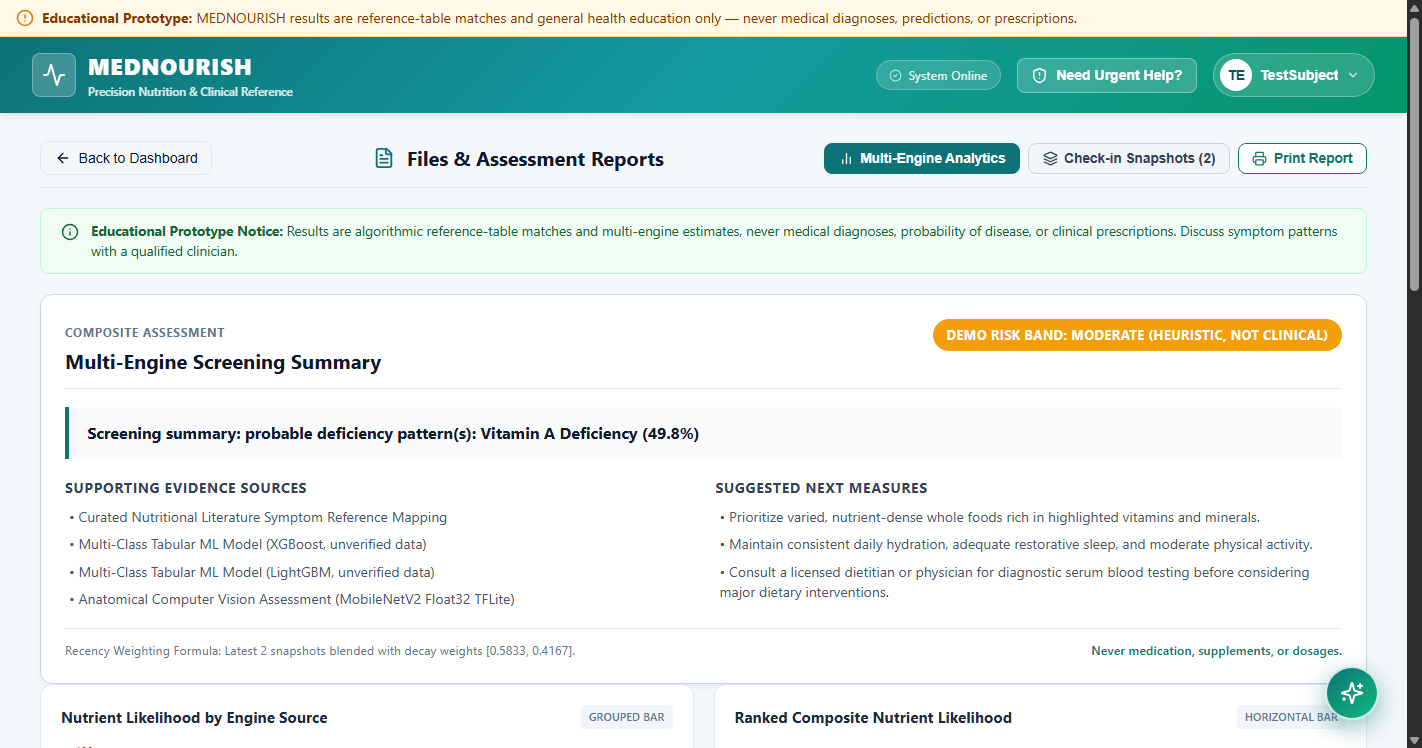 Educational Prototype: MEDNOURISH results are reference-table matches and general health education only — never medical diagnoses, predictions, or prescriptions.
MEDNOURISH
Precision Nutrition & Clinical Reference
System Online
Need Urgent Help?
TE
TestSubject
Back to Dashboard
Files & Assessment Reports
Multi-Engine Analytics
Check-in Snapshots (2)
Print Report
Educational Prototype Notice: Results are algorithmic reference-table matches and multi-engine estimates, never medical diagnoses, probability of disease, or clinical prescriptions. Discuss symptom patterns
with a qualified clinician.
COMPOSITE ASSESSMENT
DEMO RISK BAND: MODERATE (HEURISTIC, NOT CLINICAL)
Multi-Engine Screening Summary
Screening summary: probable deficiency pattern(s): Vitamin A Deficiency (49.8%)
SUPPORTING EVIDENCE SOURCES
• Curated Nutritional Literature Symptom Reference Mapping
• Multi-Class Tabular ML Model (XGBoost, unverified data)
• Multi-Class Tabular ML Model (LightGBM, unverified data)
• Anatomical Computer Vision Assessment (MobileNetV2 Float32 TFLite)
SUGGESTED NEXT MEASURES
• Prioritize varied, nutrient-dense whole foods rich in highlighted vitamins and minerals.
• Maintain consistent daily hydration, adequate restorative sleep, and moderate physical activity.
• Consult a licensed dietitian or physician for diagnostic serum blood testing before considering
major dietary interventions.
Recency Weighting Formula: Latest 2 snapshots blended with decay weights [0.5833, 0.4167].
Never medication, supplements, or dosages.
Nutrient Likelihood by Engine Source
GROUPED BAR
Ranked Composite Nutrient Likelihood
HORIZONTAL BAR